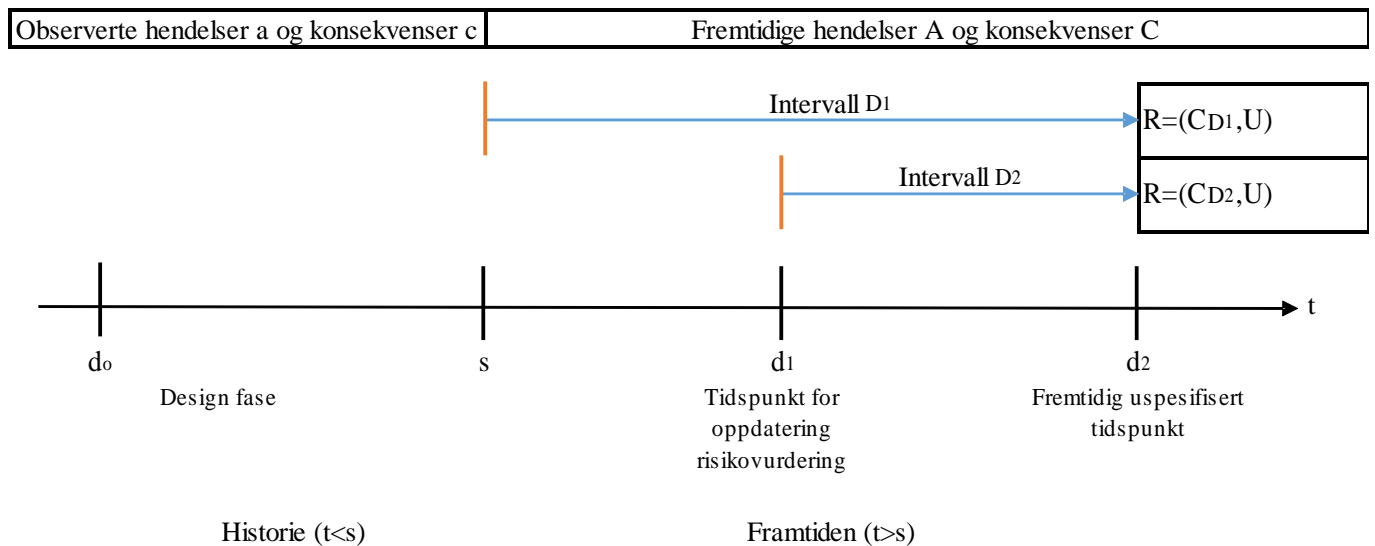 Observerte hendelser a og konsekvenser c
Fremtidige hendelser A og konsekvenser C
Intervall D1
R=(CD1,U)
Intervall D2
R=(CD2,U)
t
do
s
d1
d2
Design fase
Tidspunkt for
oppdatering
risikovurdering
Fremtidig uspesifisert
tidspunkt
Historie (t<s)
Framtiden (t>s)